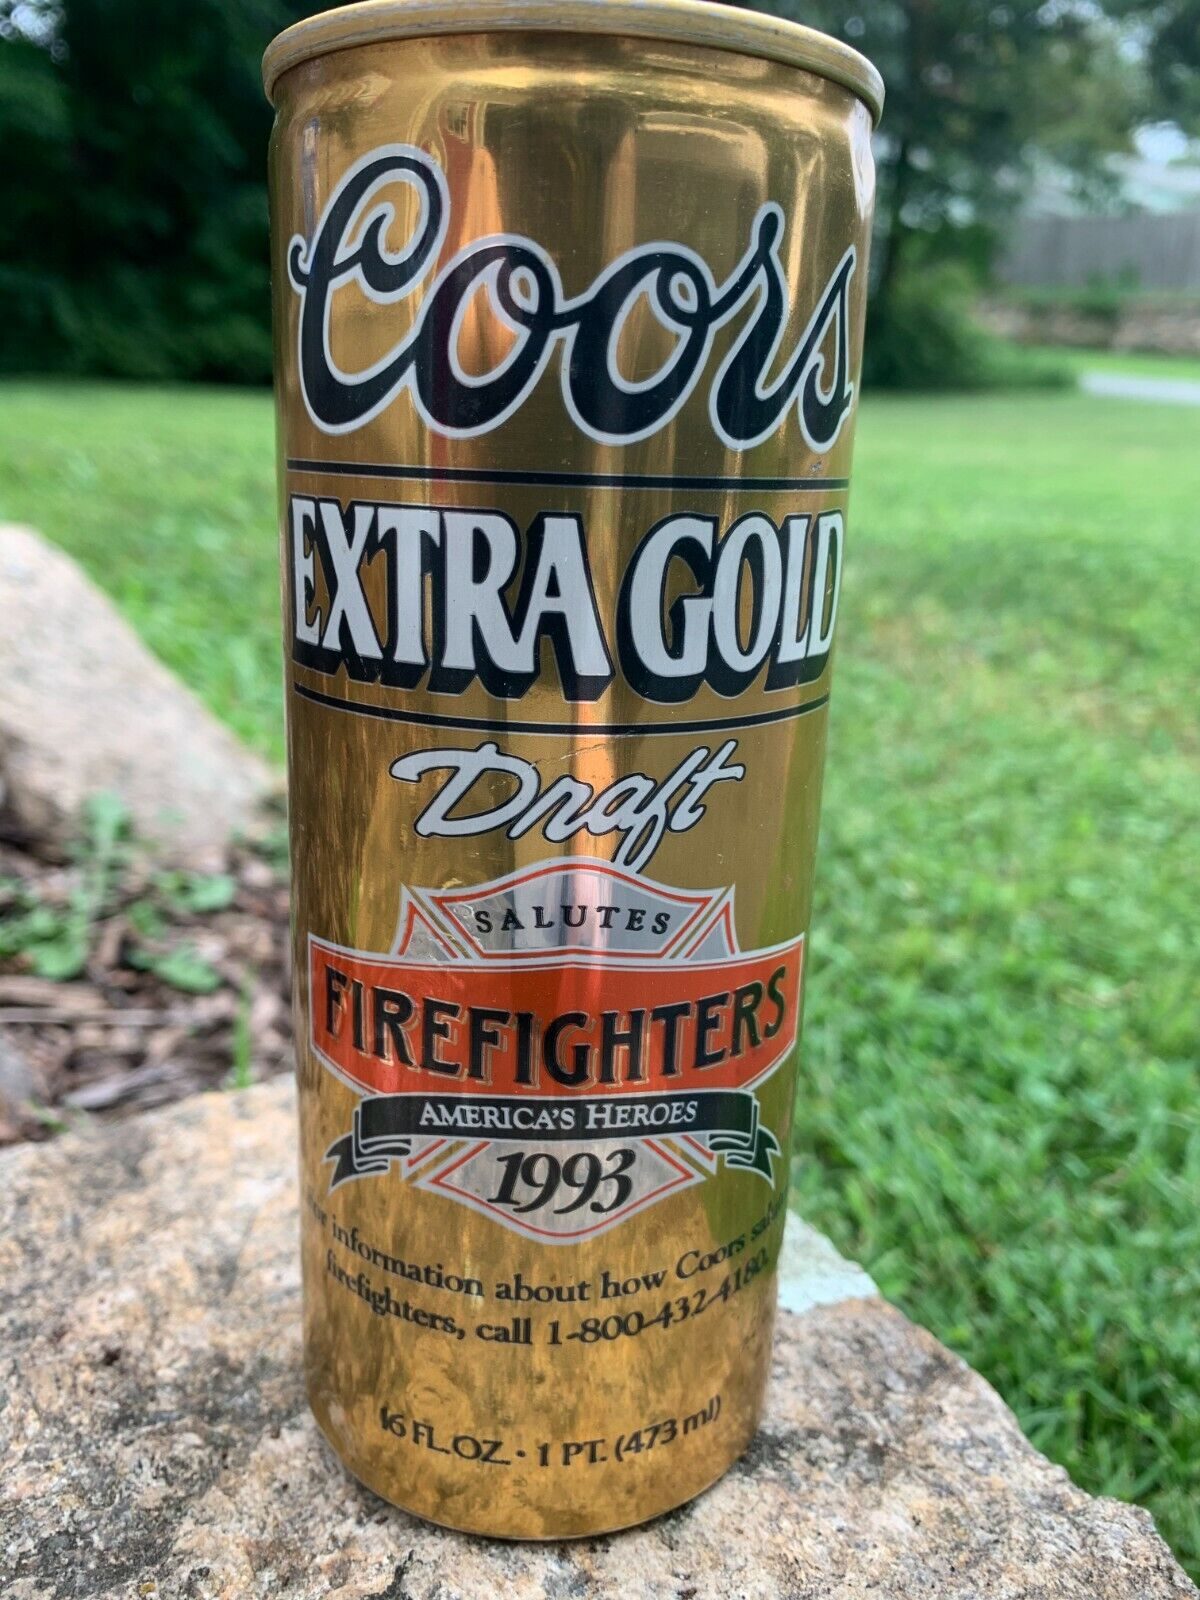 Coors
EXTRA GOLD
Draft
SALUTES
FIREFIGHTERS
AMERICA'S HEROES
1993
information about how Coors
firefighters, call 1-800-432-4180.
16 FL.OZ. • 1 PT. (473 ml)